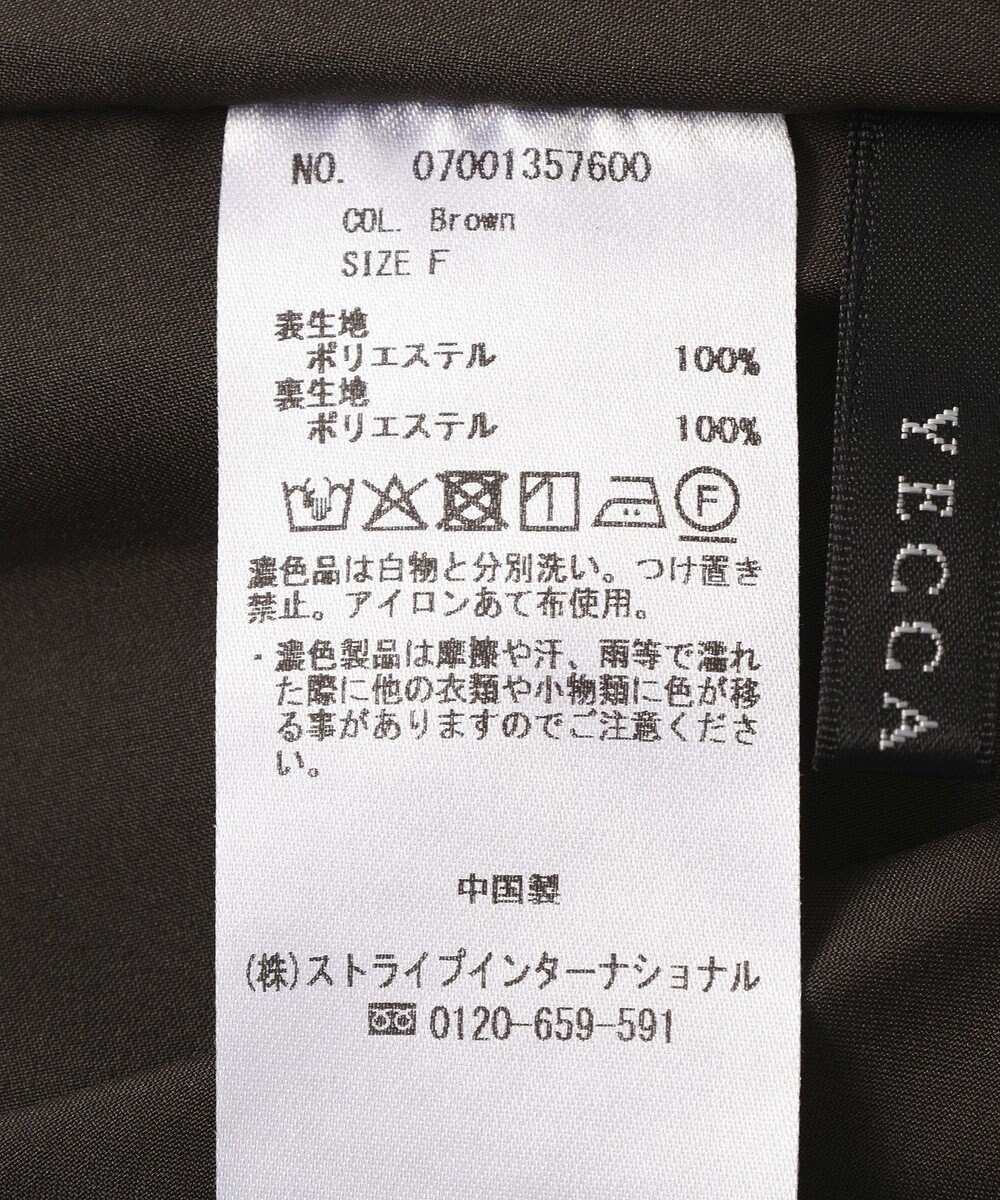 NO. 07001357600
COL. Brown
SIZE F
表生地
ポリエステル 100%
裏生地
ポリエステル 100%
F
濃色品は白物と分別洗い。つけ置き
禁止。アイロンあて布使用。
・濃色製品は摩擦や汗、雨等で濡れ
た際に他の衣類や小物類に色が移
る事がありますのでご注意くださ
い。
中国製
(株)ストライプインターナショナル
0120-659-591
YECCA